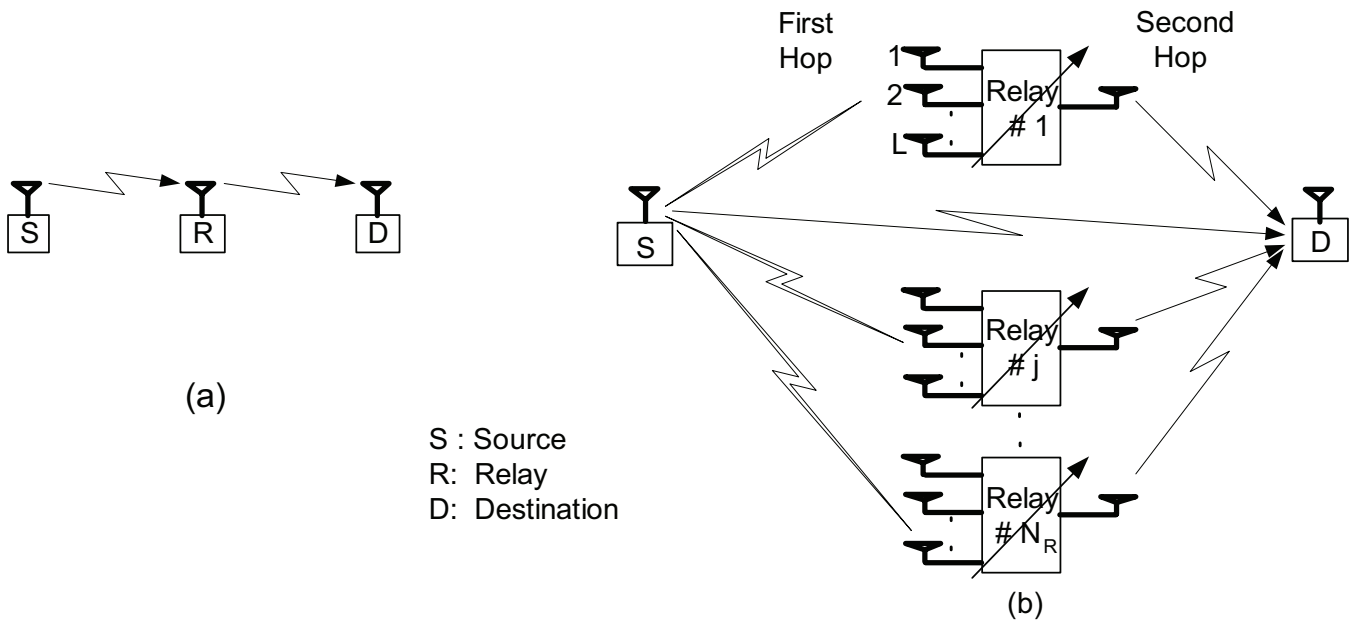 S
R
D
(a)
S : Source
R: Relay
D: Destination
First
Hop
Second
Hop
1
2
L
Relay
# 1
S
D
Relay
# j
Relay
# N_R
(b)